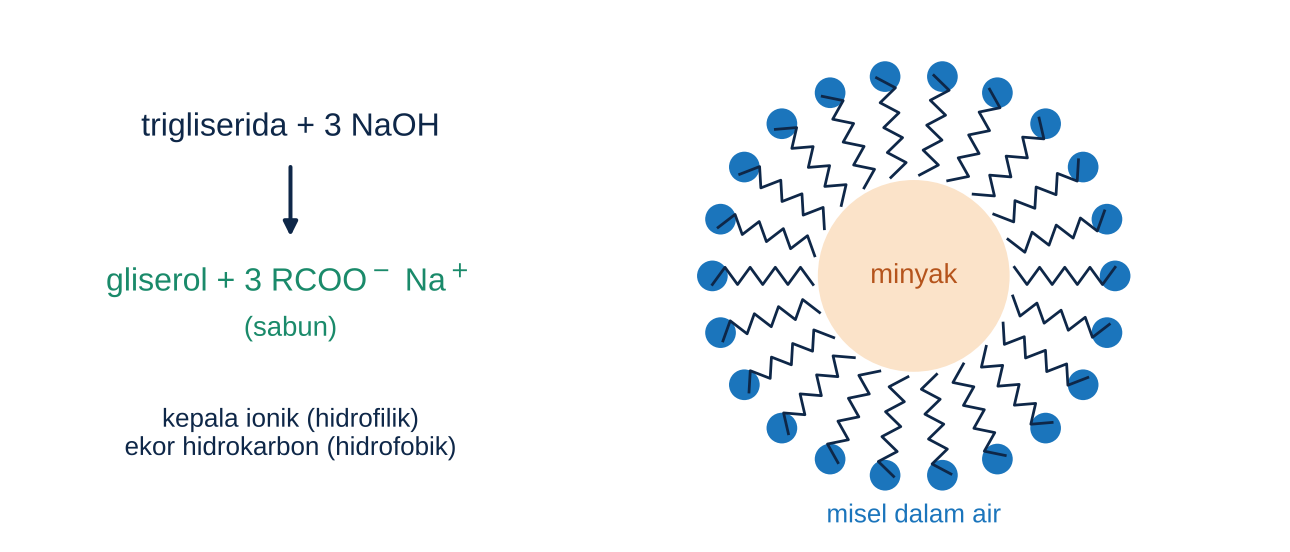 trigliserida + 3 NaOH
gliserol + 3 RCOO⁻ Na⁺
(sabun)
kepala ionik (hidrofilik)
ekor hidrokarbon (hidrofobik)
minyak
misel dalam air